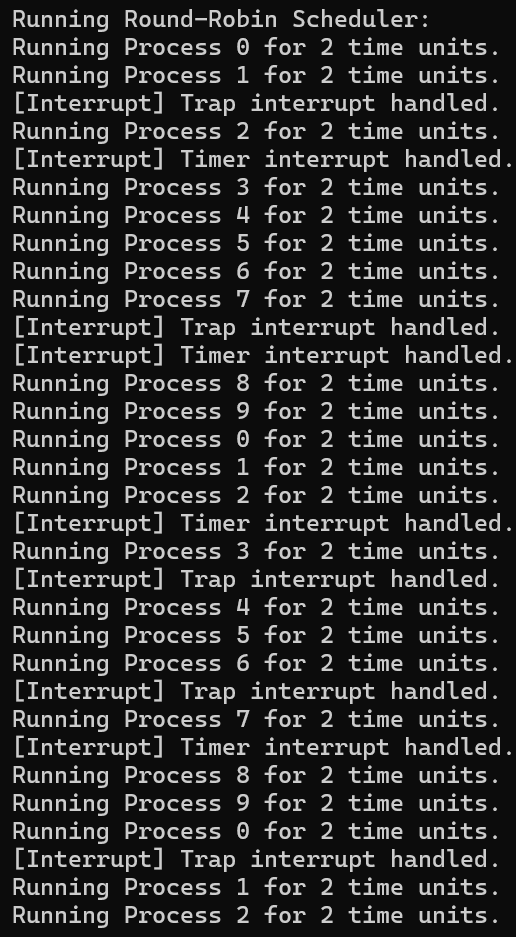 Running Round-Robin Scheduler:
Running Process 0 for 2 time units.
Running Process 1 for 2 time units.
[Interrupt] Trap interrupt handled.
Running Process 2 for 2 time units.
[Interrupt] Timer interrupt handled.
Running Process 3 for 2 time units.
Running Process 4 for 2 time units.
Running Process 5 for 2 time units.
Running Process 6 for 2 time units.
Running Process 7 for 2 time units.
[Interrupt] Trap interrupt handled.
[Interrupt] Timer interrupt handled.
Running Process 8 for 2 time units.
Running Process 9 for 2 time units.
Running Process 0 for 2 time units.
Running Process 1 for 2 time units.
Running Process 2 for 2 time units.
[Interrupt] Timer interrupt handled.
Running Process 3 for 2 time units.
[Interrupt] Trap interrupt handled.
Running Process 4 for 2 time units.
Running Process 5 for 2 time units.
Running Process 6 for 2 time units.
[Interrupt] Trap interrupt handled.
Running Process 7 for 2 time units.
[Interrupt] Timer interrupt handled.
Running Process 8 for 2 time units.
Running Process 9 for 2 time units.
Running Process 0 for 2 time units.
[Interrupt] Trap interrupt handled.
Running Process 1 for 2 time units.
Running Process 2 for 2 time units.